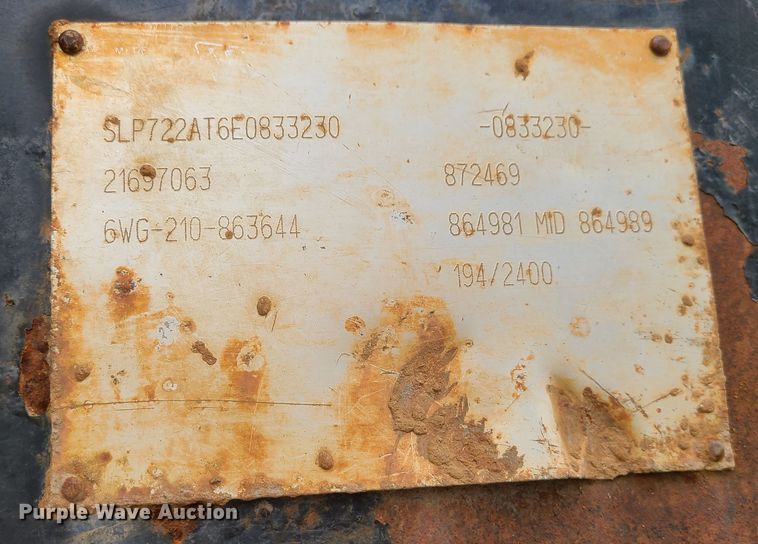 SLP722AT6E0833230 -0833230-
21697063 872469
6WG-210-863644 864981 MID 864989
194/2400
Purple Wave Auction